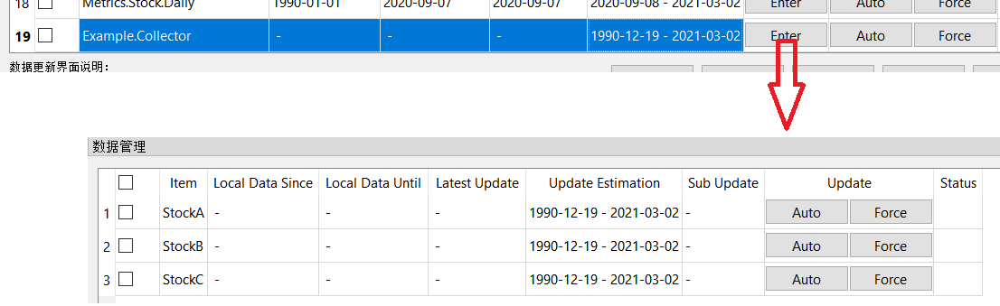 18 Metrics.Stock.Daily 1990-01-01 2020-09-07 2020-09-07 2020-09-08 - 2021-03-02 Enter Auto Force
19 Example.Collector - - - 1990-12-19 - 2021-03-02 Enter Auto Force
数据更新界面说明：
数据管理
Item Local Data Since Local Data Until Latest Update Update Estimation Sub Update Update Status
1 StockA - - - 1990-12-19 - 2021-03-02 - Auto Force
2 StockB - - - 1990-12-19 - 2021-03-02 - Auto Force
3 StockC - - - 1990-12-19 - 2021-03-02 - Auto Force